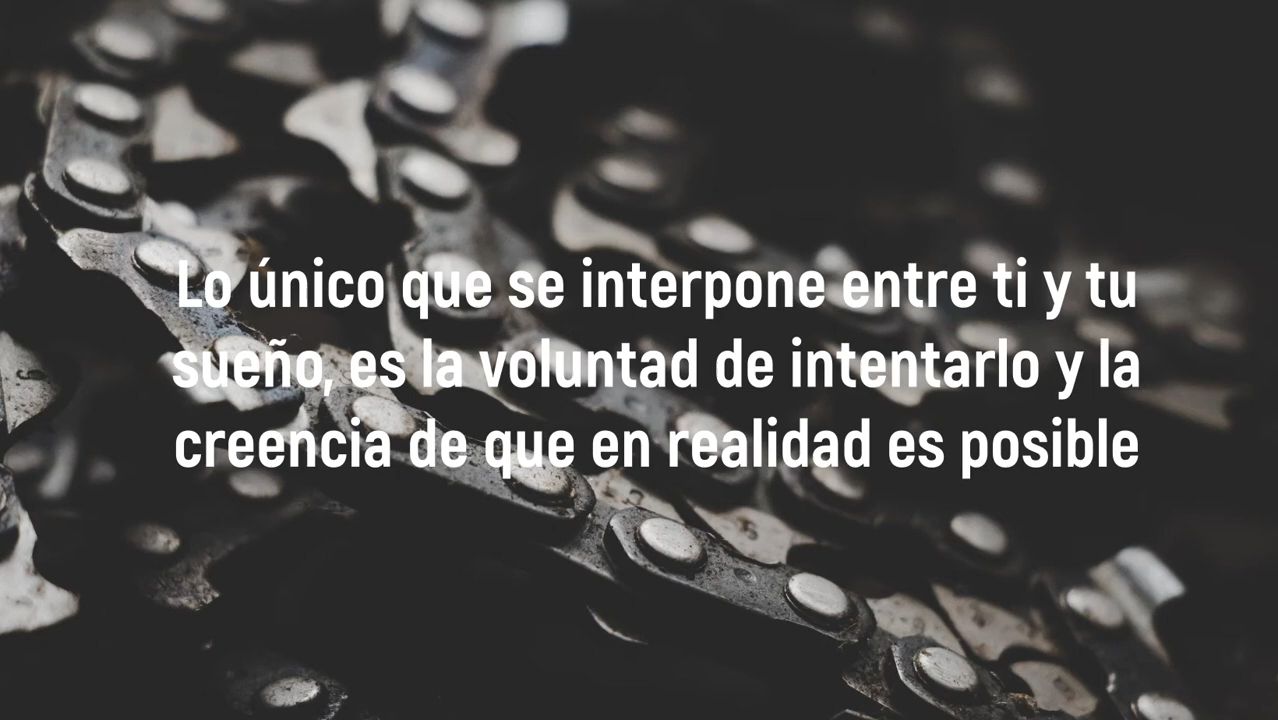 Lo único que se interpone entre ti y tu
sueño, es la voluntad de intentarlo y la
creencia de que en realidad es posible